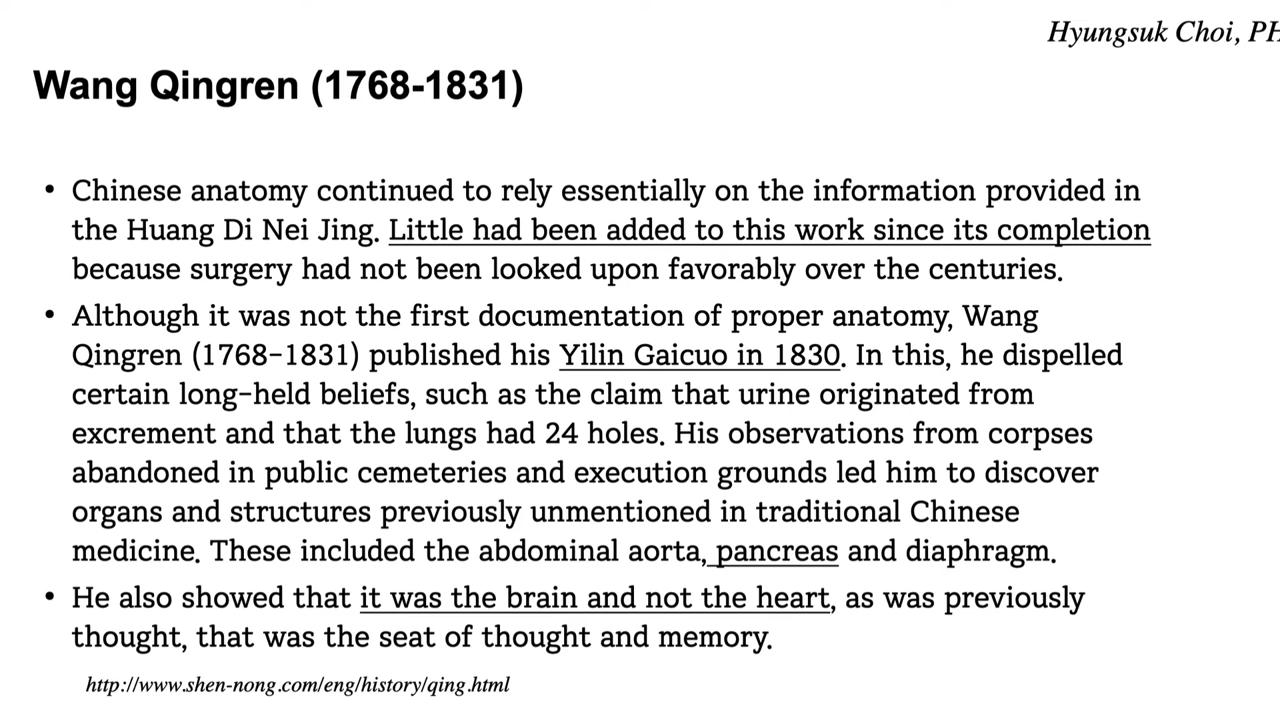 Hyungsuk Choi, PH
Wang Qingren (1768-1831)
• Chinese anatomy continued to rely essentially on the information provided in
the Huang Di Nei Jing. Little had been added to this work since its completion
because surgery had not been looked upon favorably over the centuries.
• Although it was not the first documentation of proper anatomy, Wang
Qingren (1768-1831) published his Yilin Gaicuo in 1830. In this, he dispelled
certain long-held beliefs, such as the claim that urine originated from
excrement and that the lungs had 24 holes. His observations from corpses
abandoned in public cemeteries and execution grounds led him to discover
organs and structures previously unmentioned in traditional Chinese
medicine. These included the abdominal aorta, pancreas and diaphragm.
• He also showed that it was the brain and not the heart, as was previously
thought, that was the seat of thought and memory.
http://www.shen-nong.com/eng/history/qing.html